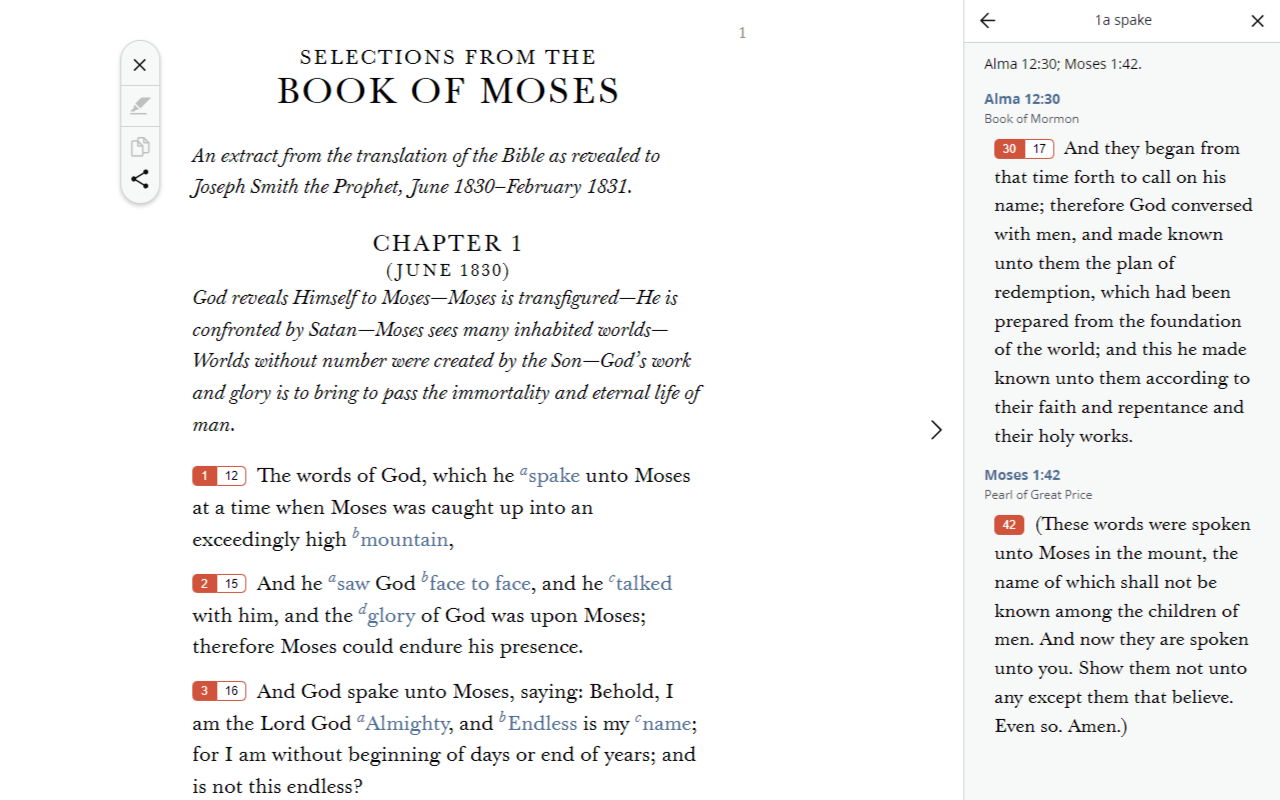 1
SELECTIONS FROM THE
BOOK OF MOSES
An extract from the translation of the Bible as revealed to
Joseph Smith the Prophet, June 1830–February 1831.
CHAPTER 1
(JUNE 1830)
God reveals Himself to Moses—Moses is transfigured—He is
confronted by Satan—Moses sees many inhabited worlds—
Worlds without number were created by the Son—God’s work
and glory is to bring to pass the immortality and eternal life of
man.
1 12 The words of God, which he a spake unto Moses
at a time when Moses was caught up into an
exceedingly high b mountain,
2 15 And he a saw God b face to face, and he c talked
with him, and the d glory of God was upon Moses;
therefore Moses could endure his presence.
3 16 And God spake unto Moses, saying: Behold, I
am the Lord God a Almighty, and b Endless is my c name;
for I am without beginning of days or end of years; and
is not this endless?
1a spake
Alma 12:30; Moses 1:42.
Alma 12:30
Book of Mormon
30 17 And they began from
that time forth to call on his
name; therefore God conversed
with men, and made known
unto them the plan of
redemption, which had been
prepared from the foundation
of the world; and this he made
known unto them according to
their faith and repentance and
their holy works.
Moses 1:42
Pearl of Great Price
42 (These words were spoken
unto Moses in the mount, the
name of which shall not be
known among the children of
men. And now they are spoken
unto you. Show them not unto
any except them that believe.
Even so. Amen.)